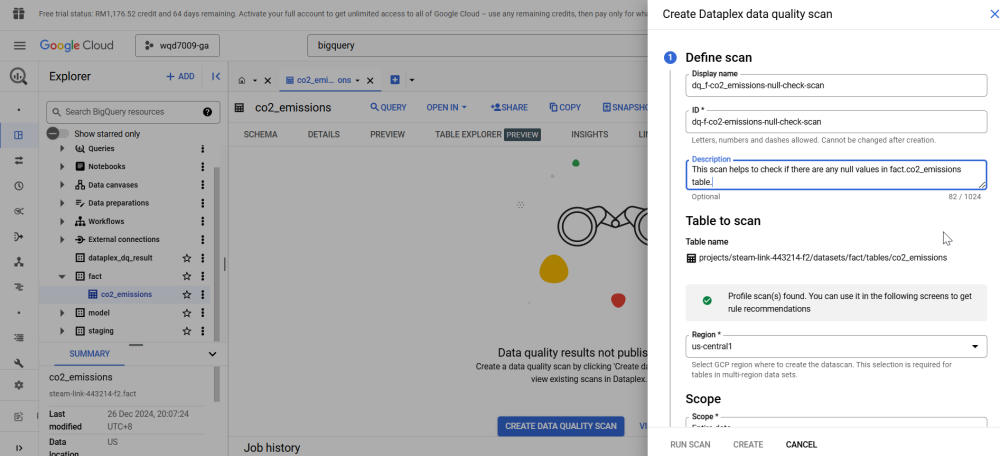 Free trial status: RM1,176.52 credit and 64 days remaining. Activate your full account to get unlimited access to all of Google Cloud – use any remaining credits, then pay only for
Google Cloud
wqd7009-ga
bigquery
Explorer
+ ADD
Search BigQuery resources
Show starred only
Queries
Notebooks
Data canvases
Data preparations
Workflows
External connections
dataplex_dq_result
fact
co2_emissions
model
staging
SUMMARY
co2_emissions
steam-link-443214-f2.fact
Last modified
26 Dec 2024, 20:07:24 UTC+8
Data location
US
co2_emi... ons
co2_emissions
QUERY
OPEN IN
SHARE
COPY
SNAPSHO
SCHEMA
DETAILS
PREVIEW
TABLE EXPLORER PREVIEW
INSIGHTS
LI
Data quality results not publis
Create a data quality scan by clicking 'Create da
view existing scans in Dataplex.
CREATE DATA QUALITY SCAN
VI
Job history
Create Dataplex data quality scan
1
Define scan
Display name
dq_f-co2_emissions-null-check-scan
ID *
dq-f-co2-emissions-null-check-scan
Letters, numbers and dashes allowed. Cannot be changed after creation.
Description
This scan helps to check if there are any null values in fact.co2_emissions
table.
Optional
82 / 1024
Table to scan
Table name
projects/steam-link-443214-f2/datasets/fact/tables/co2_emissions
Profile scan(s) found. You can use it in the following screens to get
rule recommendations
Region *
us-central1
Select GCP region where to create the datascan. This selection is required for
tables in multi-region data sets.
Scope
Scope *
RUN SCAN
CREATE
CANCEL